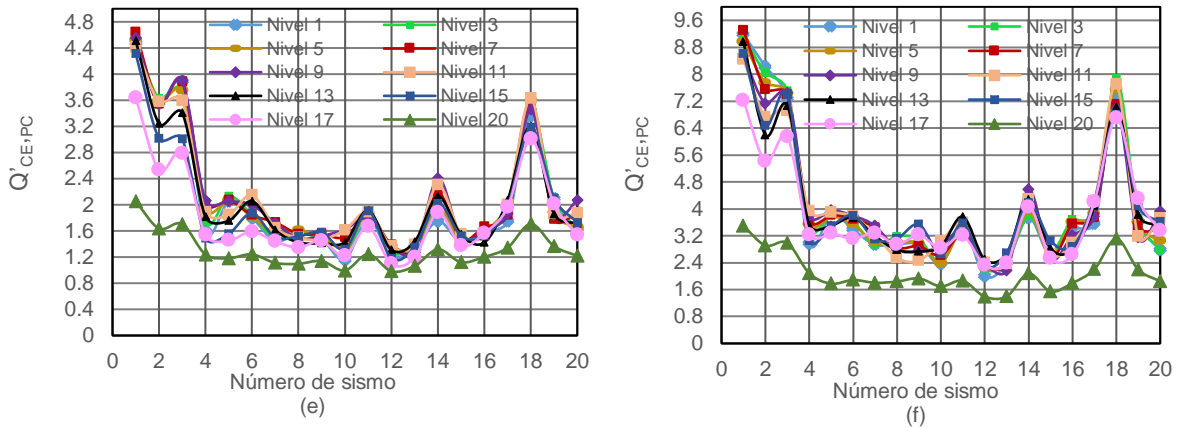 4.8
4.4
4
3.6
3.2
2.8
2.4
2
1.6
1.2
0.8
0.4
0
Q'CE,PC
Nivel 1
Nivel 3
Nivel 5
Nivel 7
Nivel 9
Nivel 11
Nivel 13
Nivel 15
Nivel 17
Nivel 20
0 2 4 6 8 10 12 14 16 18 20
Número de sismo
(e)
9.6
8.8
8
7.2
6.4
5.6
4.8
4
3.2
2.4
1.6
0.8
0
Q'CE,PC
Nivel 1
Nivel 3
Nivel 5
Nivel 7
Nivel 9
Nivel 11
Nivel 13
Nivel 15
Nivel 17
Nivel 20
0 2 4 6 8 10 12 14 16 18 20
Número de sismo
(f)